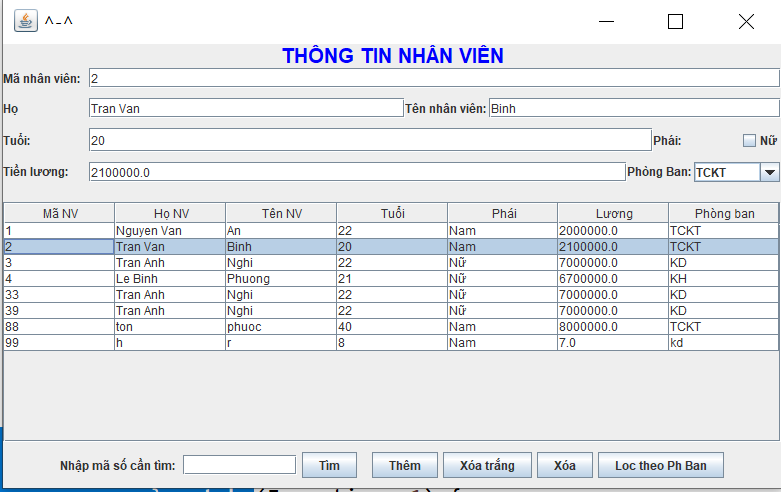 ^-^
THÔNG TIN NHÂN VIÊN
Mã nhân viên: 2
Họ Tran Van Tên nhân viên: Binh
Tuổi: 20 Phái: Nữ
Tiền lương: 2100000.0 Phòng Ban: TCKT
Mã NV Họ NV Tên NV Tuổi Phái Lương Phòng ban
1 Nguyen Van An 22 Nam 2000000.0 TCKT
2 Tran Van Binh 20 Nam 2100000.0 TCKT
3 Tran Anh Nghi 22 Nữ 7000000.0 KD
4 Le Binh Phuong 21 Nữ 6700000.0 KH
33 Tran Anh Nghi 22 Nữ 7000000.0 KD
39 Tran Anh Nghi 22 Nữ 7000000.0 KD
88 ton phuoc 40 Nam 8000000.0 TCKT
99 h r 8 Nam 7.0 kd
Nhập mã số cần tìm: Tìm Thêm Xóa trắng Xóa Loc theo Ph Ban